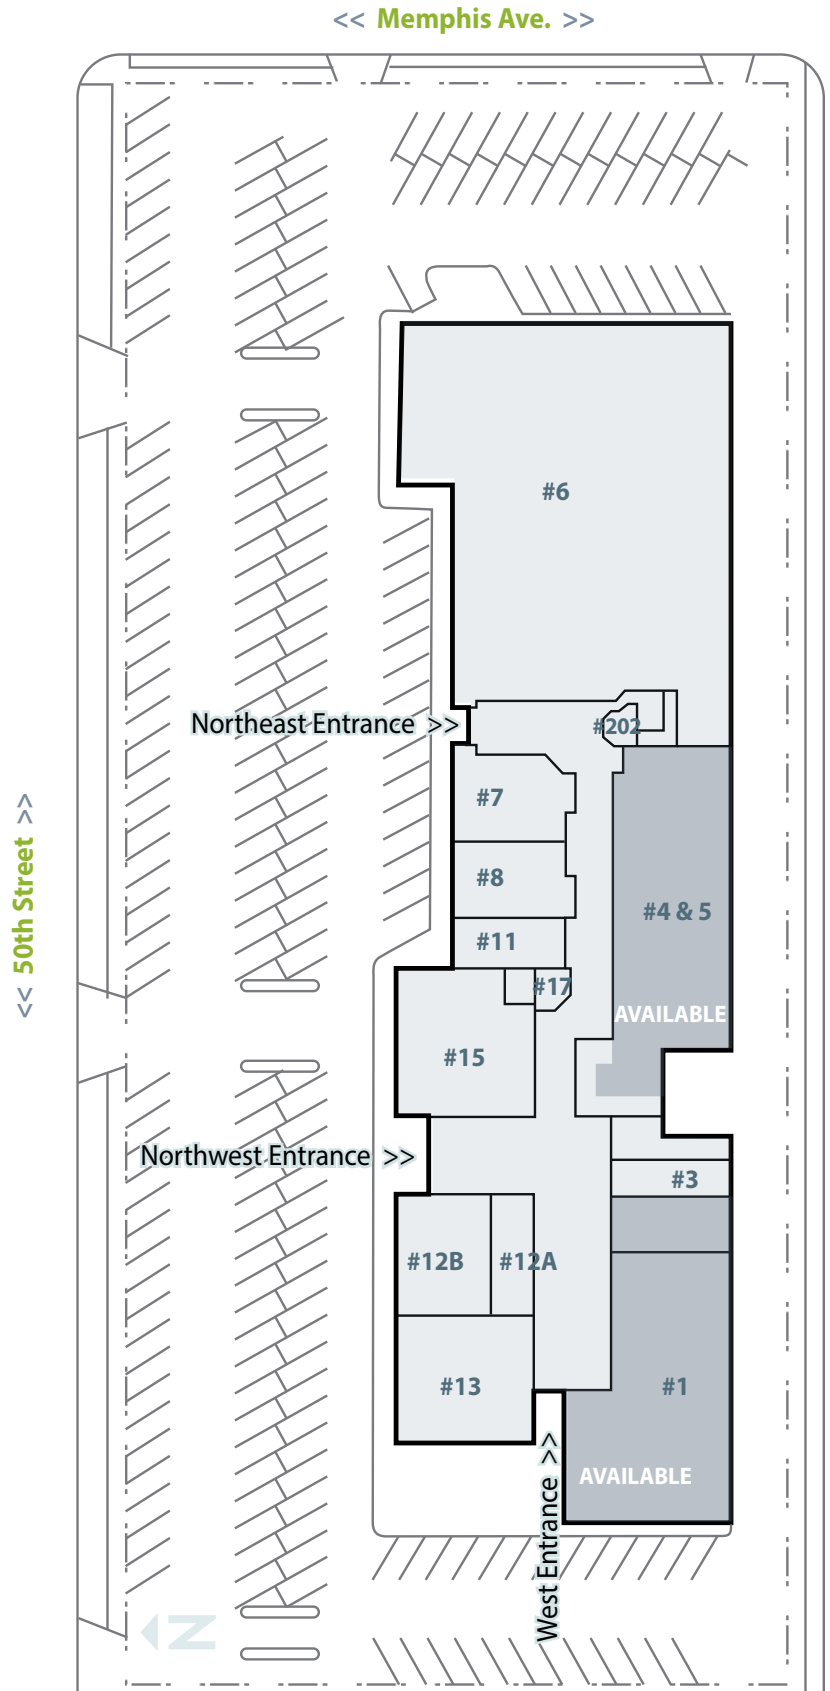 << Memphis Ave. >>
#6
Northeast Entrance >>
#202
#7
<< 50th Street >>
#8
#4 & 5
#11
#17
AVAILABLE
#15
Northwest Entrance >>
#3
#12B
#12A
#13
#1
AVAILABLE
West Entrance >>
N